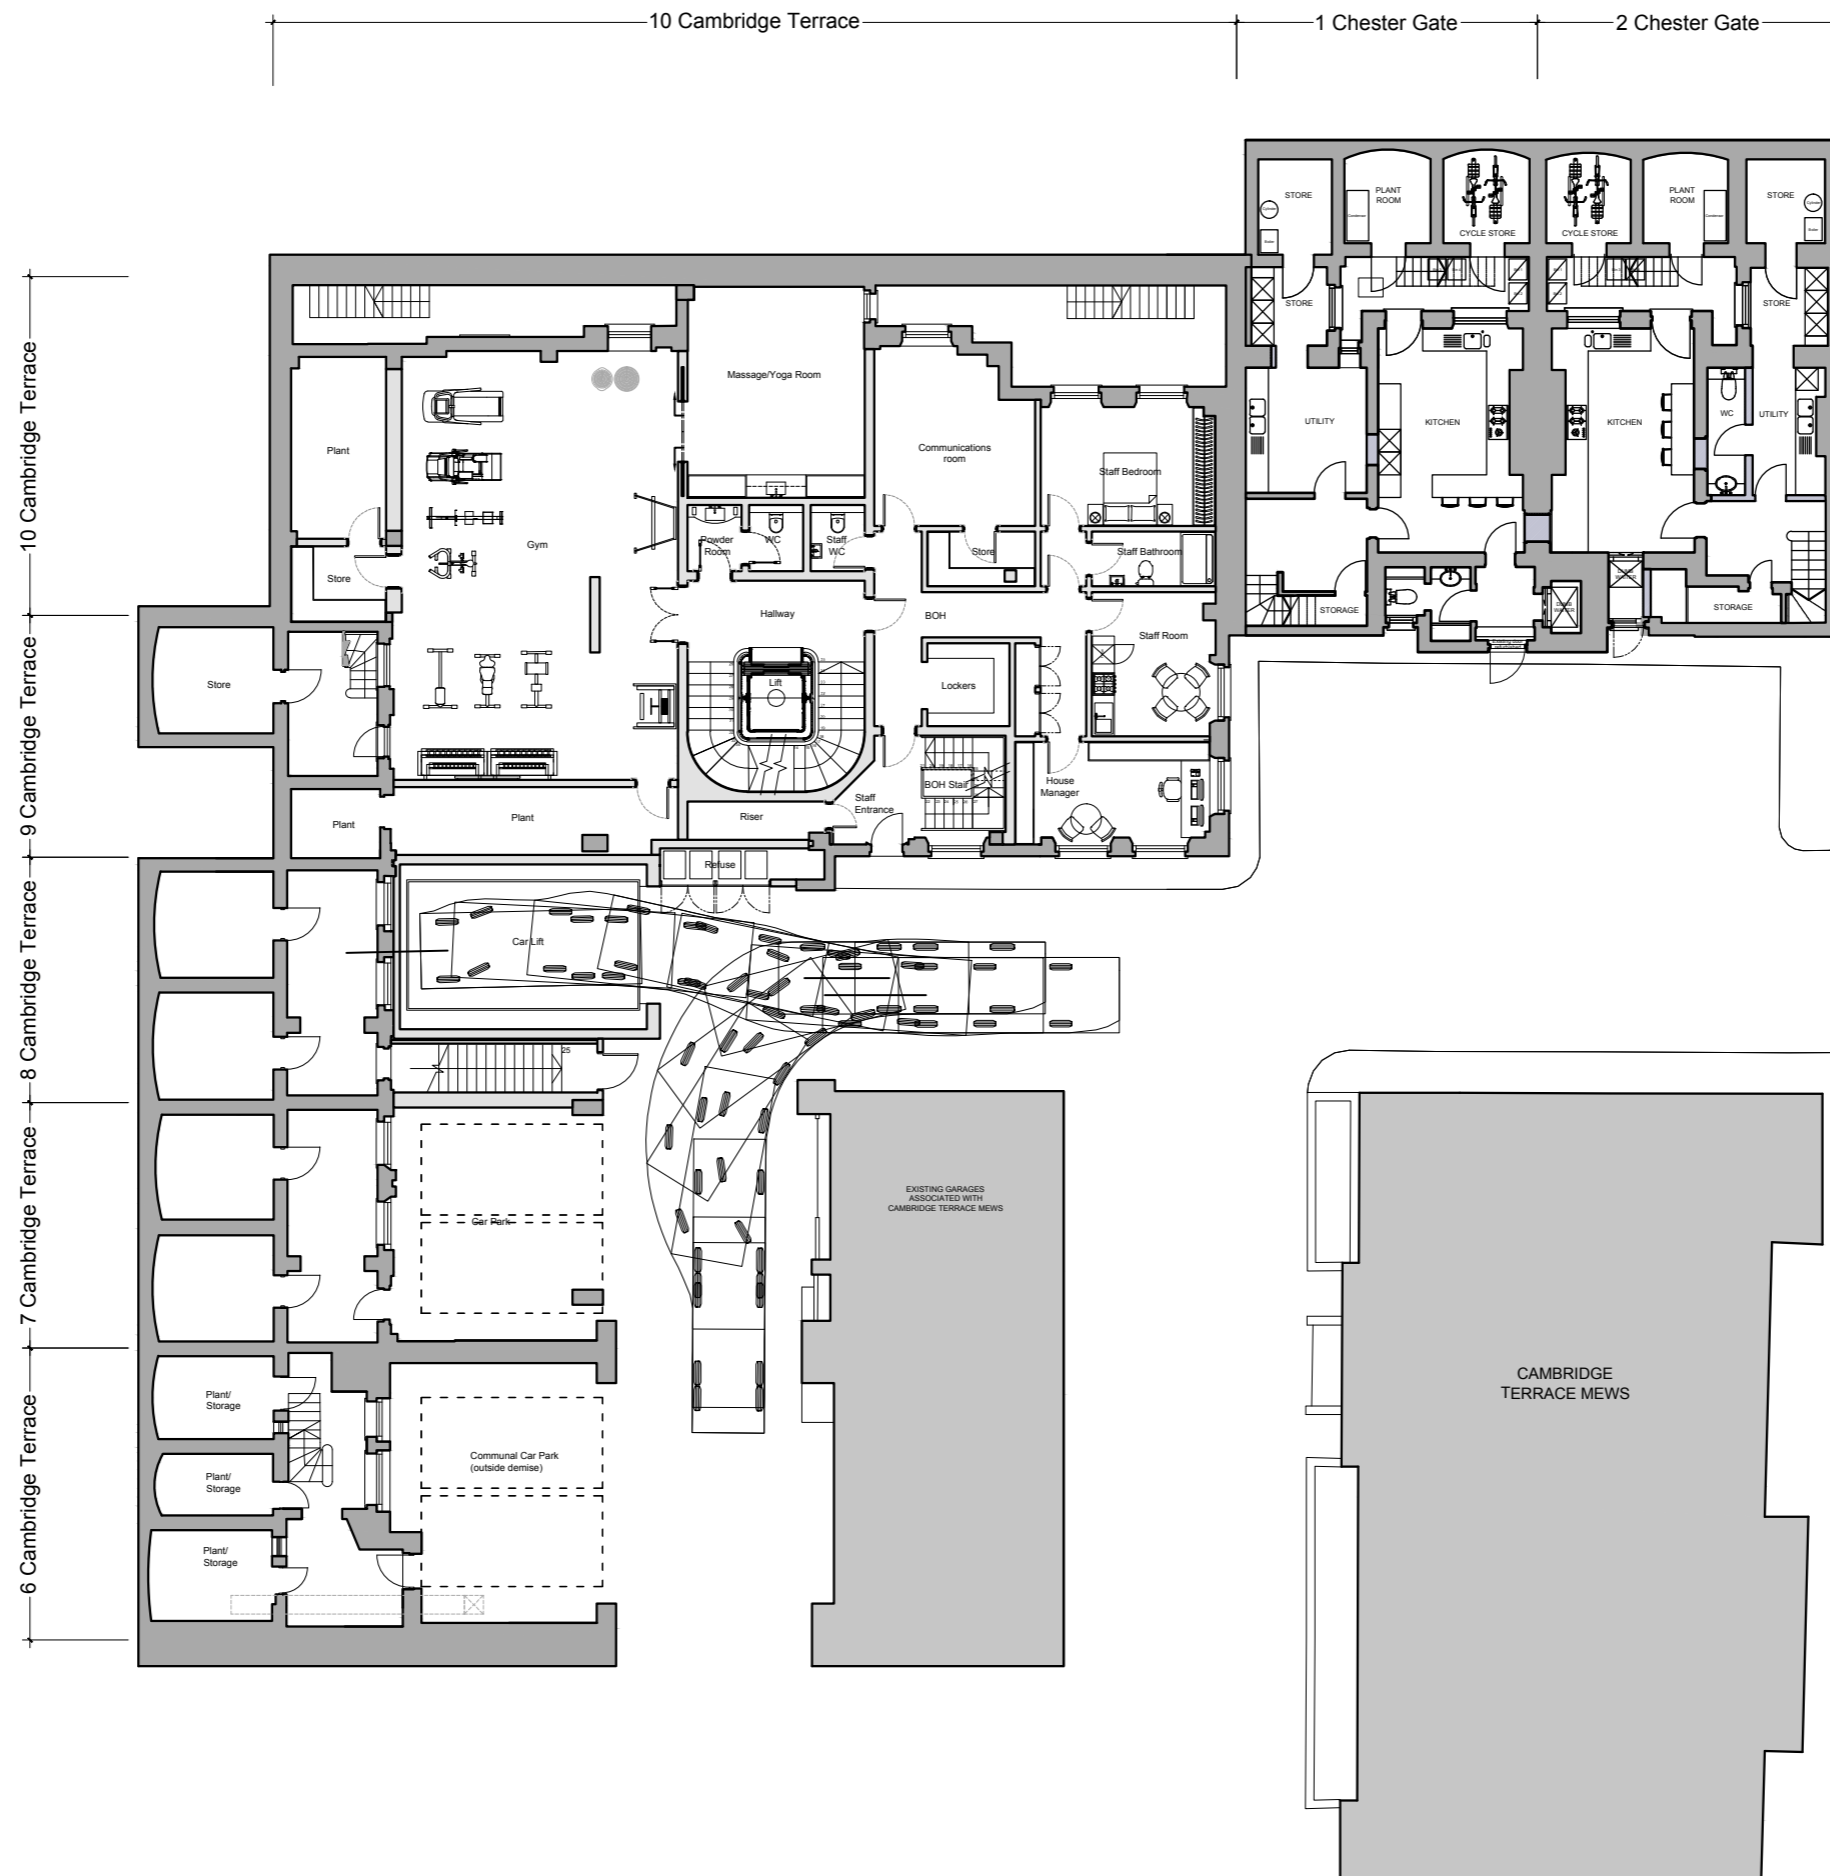 10 Cambridge Terrace
1 Chester Gate
2 Chester Gate
10 Cambridge Terrace
9 Cambridge Terrace
8 Cambridge Terrace
7 Cambridge Terrace
6 Cambridge Terrace
STORE
PLANT
ROOM
CYCLE STORE
CYCLE STORE
PLANT
ROOM
STORE
STORE
STORE
UTILITY
KITCHEN
KITCHEN
WC
UTILITY
STORAGE
STORAGE
Massage/Yoga Room
Plant
Communications
room
Staff Bedroom
Gym
Powder
Room
WC
Staff
WC
Store
Staff Bathroom
Store
Hallway
BOH
Staff Room
Store
Lift
Lockers
BOH Stair
House
Manager
Staff
Entrance
Plant
Plant
Riser
Refuse
Car Lift
25
Car Park
EXISTING GARAGES
ASSOCIATED WITH
CAMBRIDGE TERRACE MEWS
CAMBRIDGE
TERRACE MEWS
Plant/
Storage
Plant/
Storage
Communal Car Park
(outside demise)
Plant/
Storage